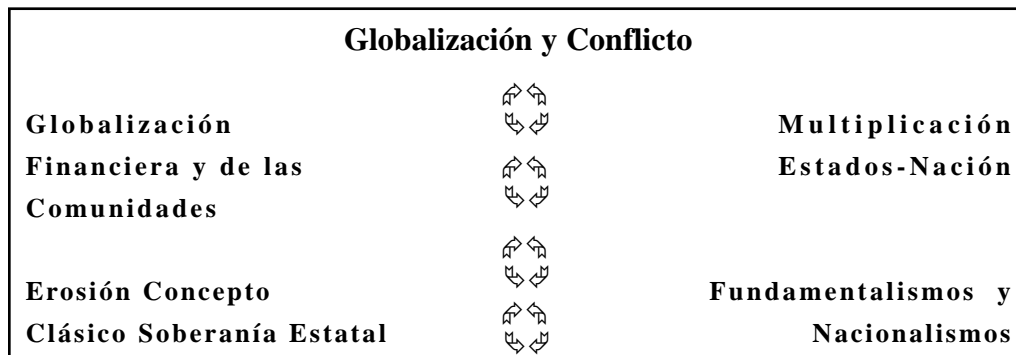 Globalización y Conflicto
Globalización
Financiera y de las
Comunidades
Multiplicación
Estados-Nación
Erosión Concepto
Clásico Soberanía Estatal
Fundamentalismos y
Nacionalismos